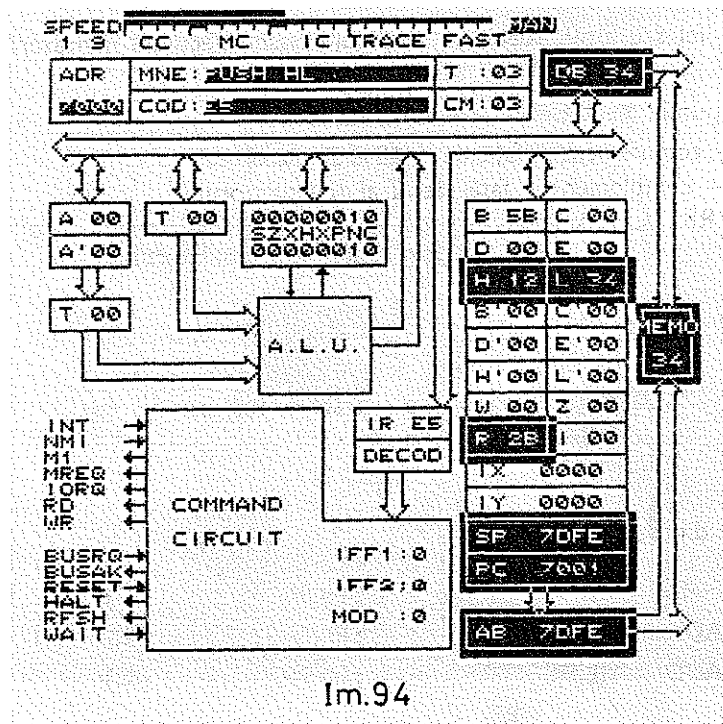 SPEED MAN
1 3 CC MC IC TRACE FAST
ADR MNE:PUSH HL T :03
7000 COD:E5 CM:03
DB 34
A 00
A'00
T 00
T 00
00000010
SZXHXPNC
00000010
A.L.U.
B 5B C 00
D 00 E 00
H 12 L 34
B'00 C'00
D'00 E'00
H'00 L'00
W 00 Z 00
R 2B I 00
IX 0000
IY 0000
SP 7DFE
PC 7001
AB 7DFE
MEMO
34
IR E5
DECOD
INT
NMI
M1
MREQ
IORQ
RD
WR
BUSRQ
BUSAK
RESET
HALT
RFSH
WAIT
COMMAND
CIRCUIT
IFF1:0
IFF2:0
MOD :0
Im.94